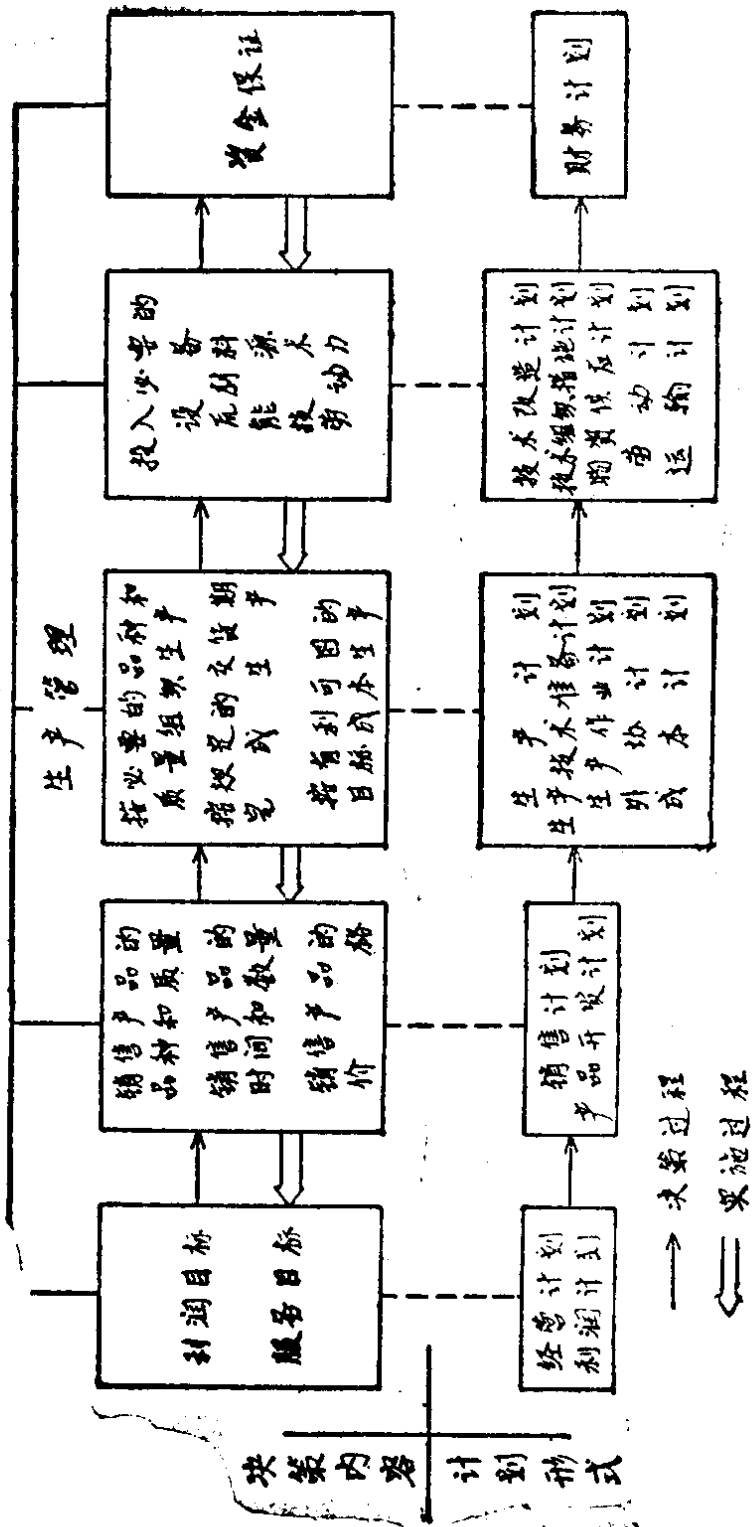 生产管理
决策内容
利润目标
服务目标
销售产品的
品种和质量
销售产品的
时间和数量
销售产品的
价格
按必要的品种和
质量组织生产
按规定的交货期
完成生产
按有利可图的
目标成本生产
投入必要的
设备
原材料
能源
技术
劳动力
资金保证
计划形式
经营计划
利润计划
销售计划
产品开发计划
生产计划
生产技术准备计划
生产作业计划
外协计划
成本计划
技术改造计划
技术组织措施计划
物资供应计划
劳动计划
运输计划
财务计划
决策过程
实施过程